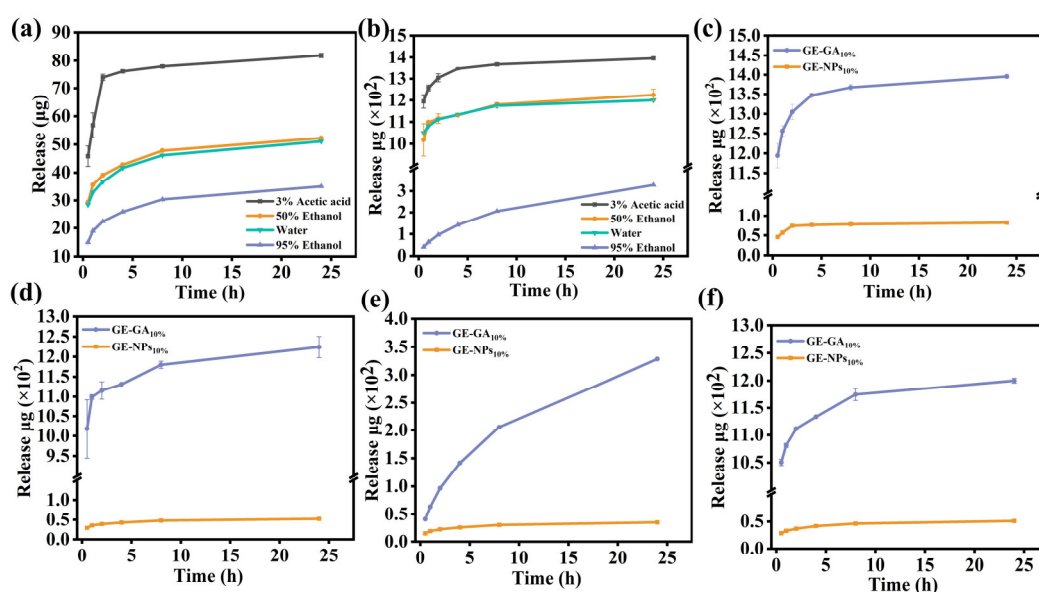 (a)
Release (μg)
90
80
70
60
50
40
30
20
10
3% Acetic acid
50% Ethanol
Water
95% Ethanol
0 5 10 15 20 25
Time (h)
(b)
Release μg (×10²)
15
14
13
12
11
10
3
2
1
0
3% Acetic acid
50% Ethanol
Water
95% Ethanol
0 5 10 15 20 25
Time (h)
(c)
Release μg (×10²)
15.0
14.5
14.0
13.5
13.0
12.5
12.0
1.0
0.5
0.0
GE-GA10%
GE-NPs10%
0 5 10 15 20 25
Time (h)
(d)
Release μg (×10²)
13.0
12.5
12.0
11.5
11.0
10.5
10.0
9.5
1.0
0.5
0.0
GE-GA10%
GE-NPs10%
0 5 10 15 20 25
Time (h)
(e)
Release μg (×10²)
4.0
3.5
3.0
2.5
2.0
1.5
1.0
0.5
0.0
GE-GA10%
GE-NPs10%
0 5 10 15 20 25
Time (h)
(f)
Release μg (×10²)
13.0
12.5
12.0
11.5
11.0
10.5
0.5
0.0
GE-GA10%
GE-NPs10%
0 5 10 15 20 25
Time (h)